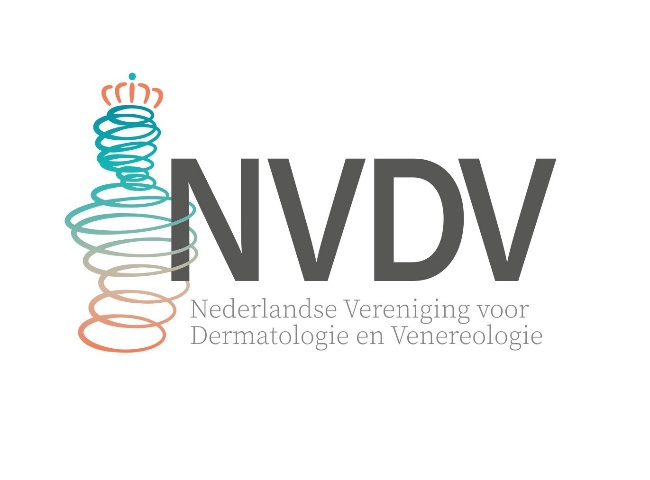 NVDV
Nederlandse Vereniging voor
Dermatologie en Venereologie